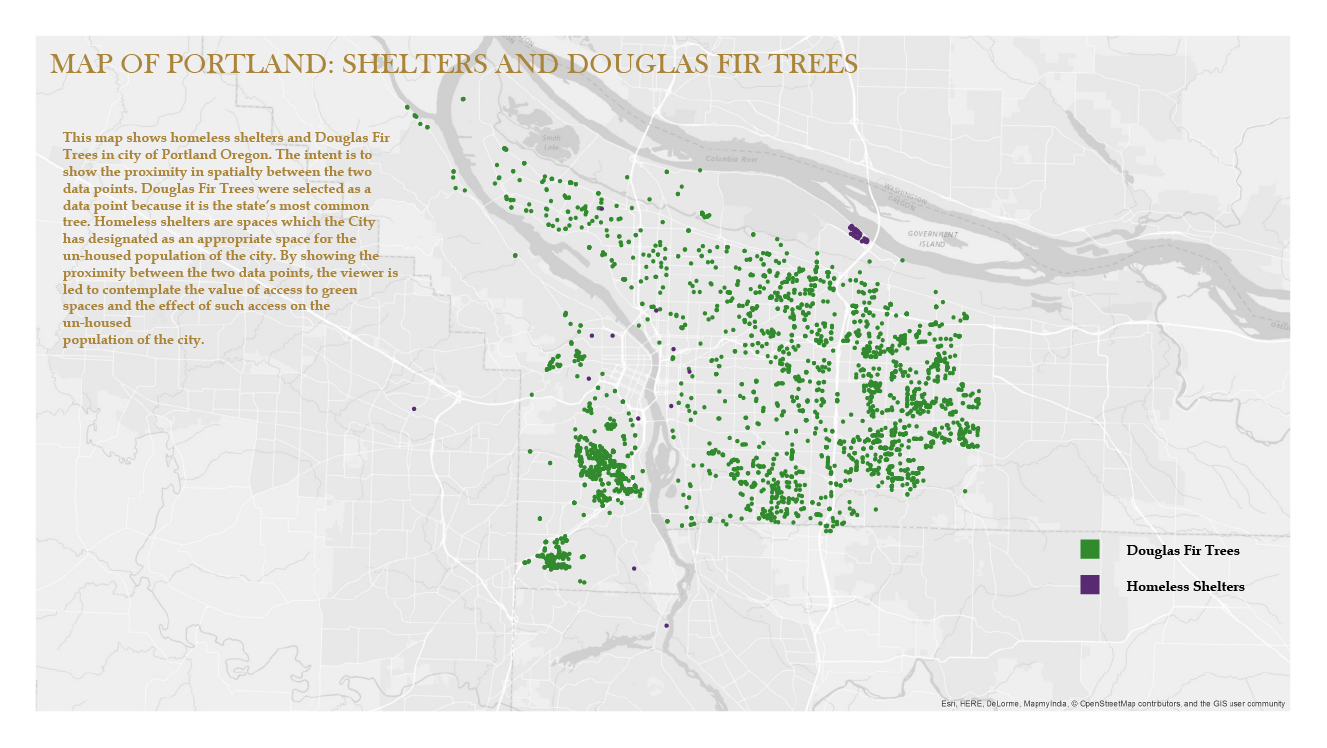 MAP OF PORTLAND: SHELTERS AND DOUGLAS FIR TREES
This map shows homeless shelters and Douglas Fir
Trees in city of Portland Oregon. The intent is to
show the proximity in spatialty between the two
data points. Douglas Fir Trees were selected as a
data point because it is the state's most common
tree. Homeless shelters are spaces which the City
has designated as an appropriate space for the
un-housed population of the city. By showing the
proximity between the two data points, the viewer is
led to contemplate the value of access to green
spaces and the effect of such access on the
un-housed
population of the city.
Smith
Lake
Columbia River
WASHINGTON
OREGON
GOVERNMENT
ISLAND
Douglas Fir Trees
Homeless Shelters
Esri, HERE, DeLorme, MapmyIndia, © OpenStreetMap contributors, and the GIS user community